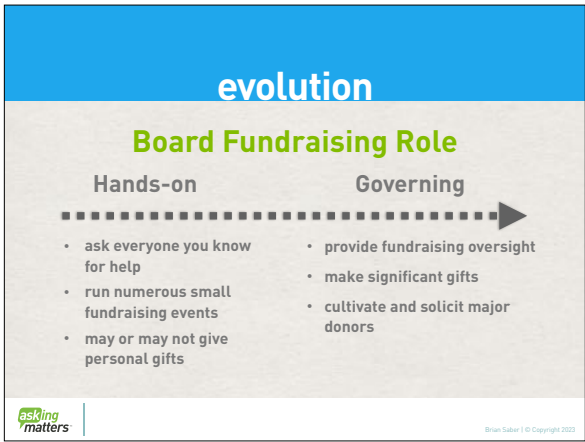 evolution
Board Fundraising Role
Hands-on
Governing
• ask everyone you know
for help
• run numerous small
fundraising events
• may or may not give
personal gifts
• provide fundraising oversight
• make significant gifts
• cultivate and solicit major
donors
asking
matters™
Brian Saber | © Copyright 2023